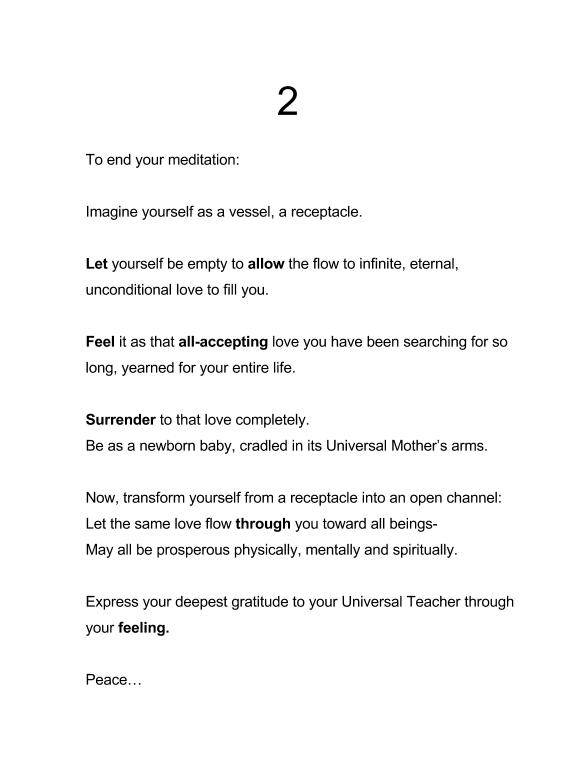 2
To end your meditation:
Imagine yourself as a vessel, a receptacle.
Let yourself be empty to allow the flow to infinite, eternal,
unconditional love to fill you.
Feel it as that all-accepting love you have been searching for so
long, yearned for your entire life.
Surrender to that love completely.
Be as a newborn baby, cradled in its Universal Mother’s arms.
Now, transform yourself from a receptacle into an open channel:
Let the same love flow through you toward all beings-
May all be prosperous physically, mentally and spiritually.
Express your deepest gratitude to your Universal Teacher through
your feeling.
Peace…